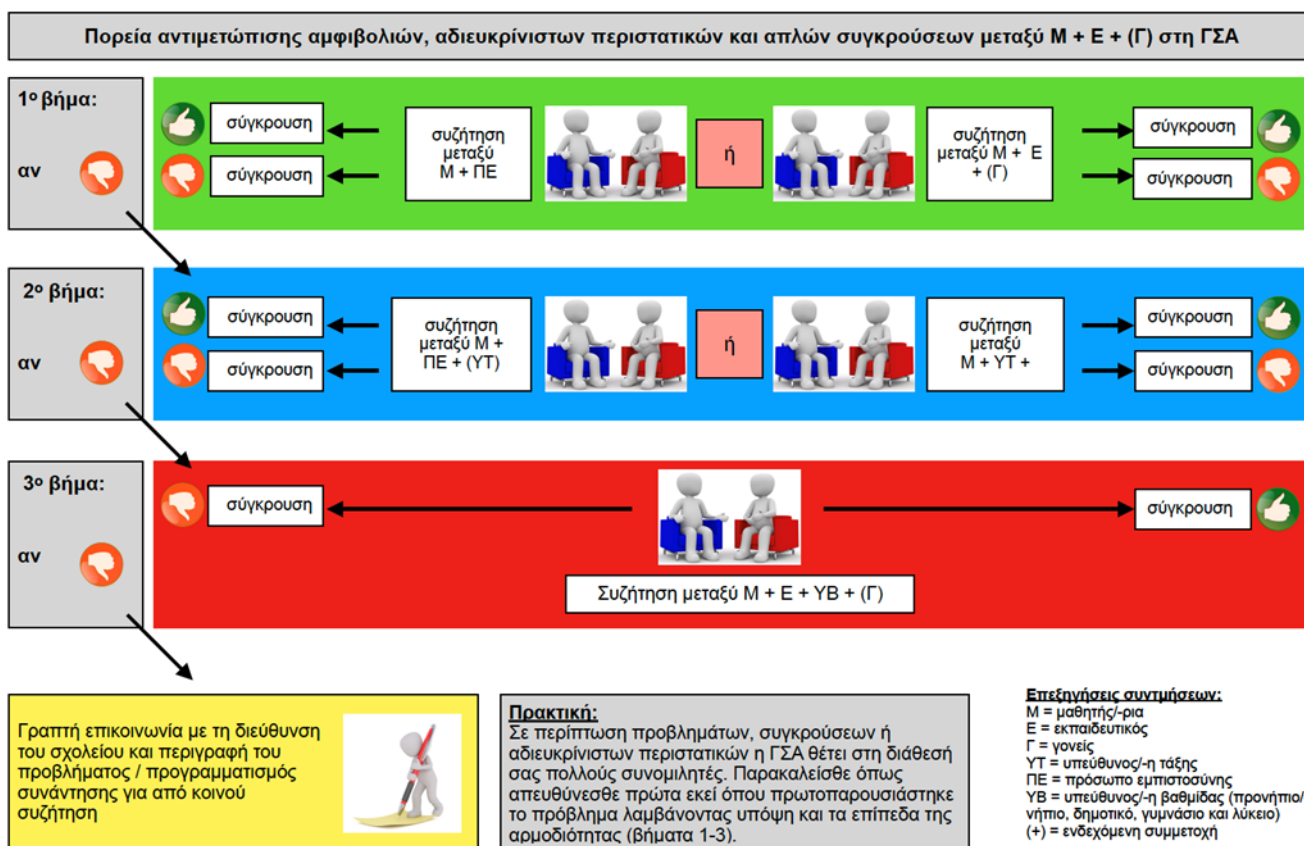 Πορεία αντιμετώπισης αμφιβολιών, αδιευκρίνιστων περιστατικών και απλών συγκρούσεων μεταξύ Μ + Ε + (Γ) στη ΓΣΑ
1ο βήμα:
αν
σύγκρουση
σύγκρουση
συζήτηση
μεταξύ
Μ + ΠΕ
ή
συζήτηση
μεταξύ Μ + Ε
+ (Γ)
σύγκρουση
σύγκρουση
2ο βήμα:
αν
σύγκρουση
σύγκρουση
συζήτηση
μεταξύ Μ +
ΠΕ + (ΥΤ)
ή
συζήτηση
μεταξύ
Μ + ΥΤ +
σύγκρουση
σύγκρουση
3ο βήμα:
αν
σύγκρουση
σύγκρουση
Συζήτηση μεταξύ Μ + Ε + ΥΒ + (Γ)
Γραπτή επικοινωνία με τη διεύθυνση
του σχολείου και περιγραφή του
προβλήματος / προγραμματισμός
συνάντησης για από κοινού
συζήτηση
Πρακτική:
Σε περίπτωση προβλημάτων, συγκρούσεων ή
αδιευκρίνιστων περιστατικών η ΓΣΑ θέτει στη διάθεσή
σας πολλούς συνομιλητές. Παρακαλείσθε όπως
απευθύνεσθε πρώτα εκεί όπου πρωτοπαρουσιάστηκε
το πρόβλημα λαμβάνοντας υπόψη και τα επίπεδα της
αρμοδιότητας (βήματα 1-3).
Επεξηγήσεις συντμήσεων:
Μ = μαθητής/-ρια
Ε = εκπαιδευτικός
Γ = γονείς
ΥΤ = υπεύθυνος/-η τάξης
ΠΕ = πρόσωπο εμπιστοσύνης
ΥΒ = υπεύθυνος/-η βαθμίδας (προνήπιο/
νήπιο, δημοτικό, γυμνάσιο και λύκειο)
(+) = ενδεχόμενη συμμετοχή